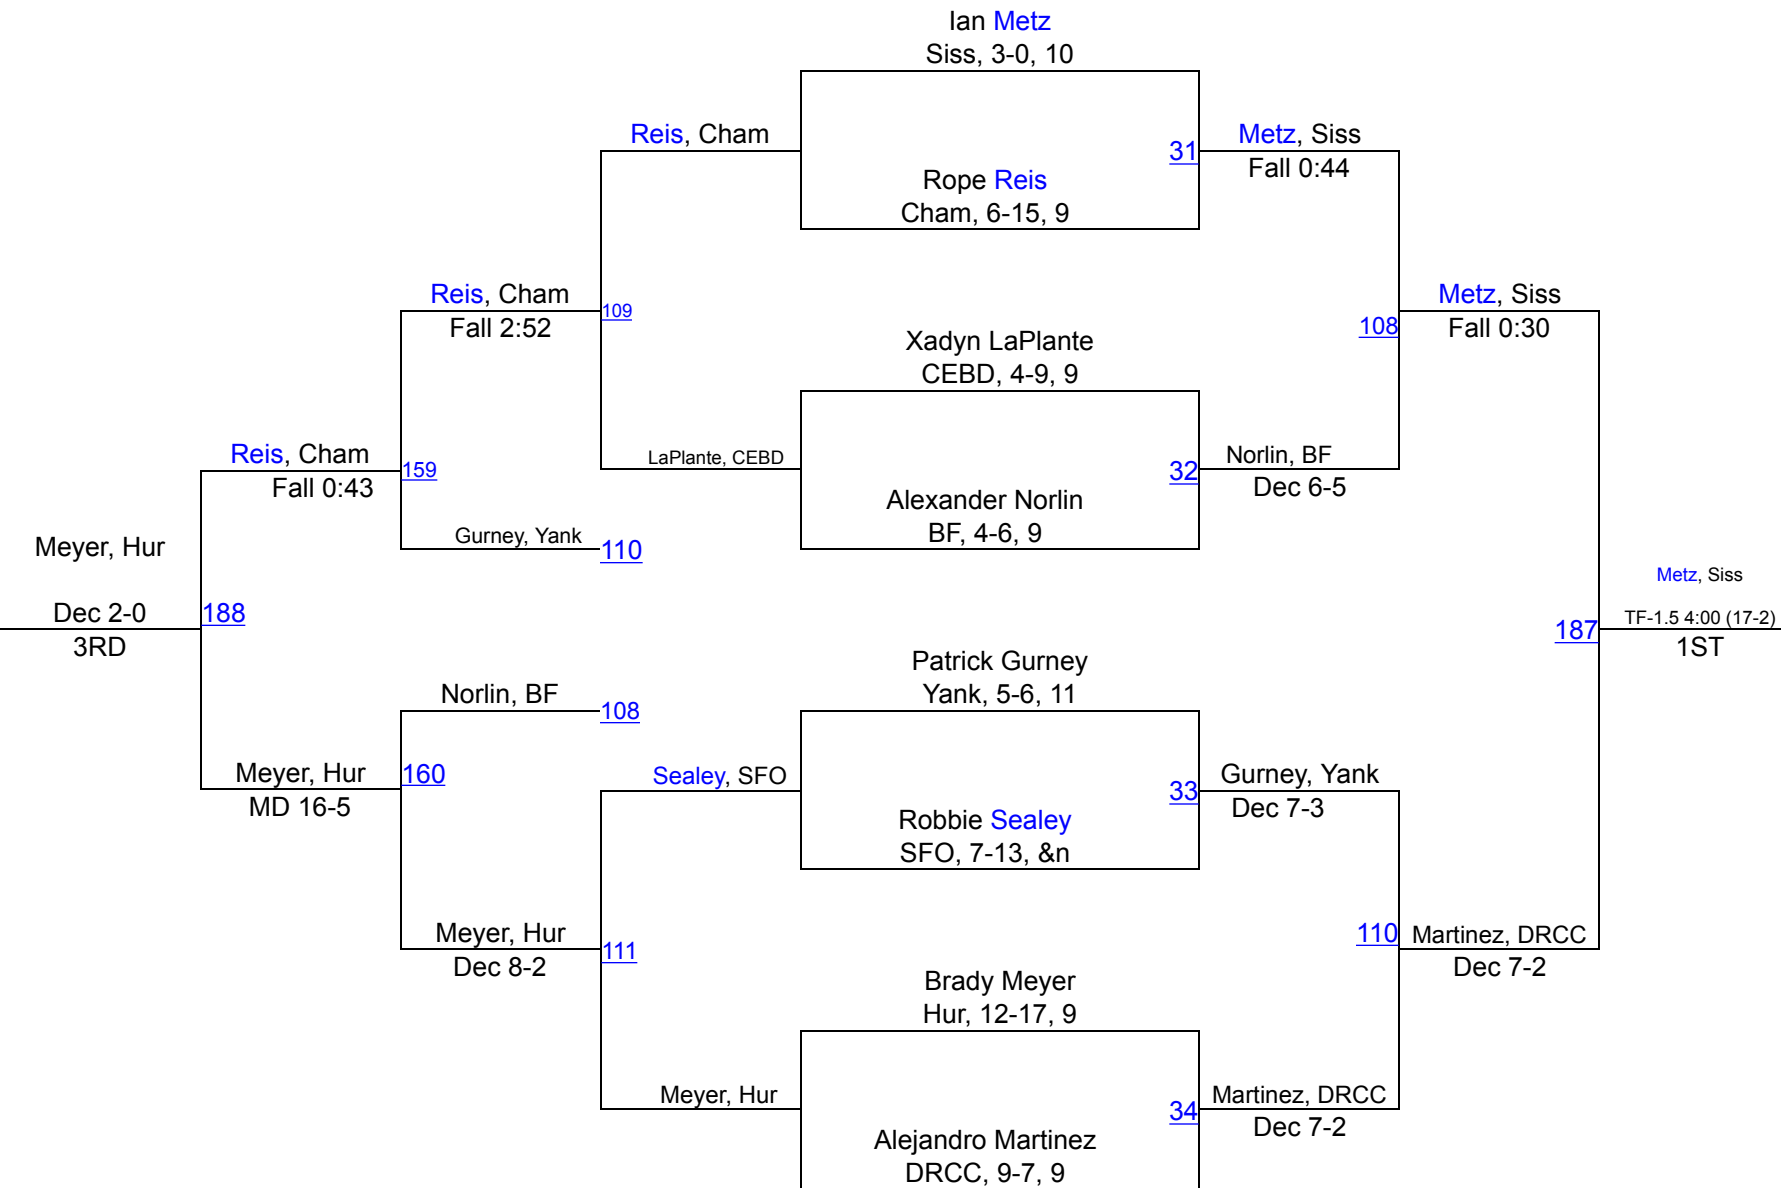 Ian Metz
Siss, 3-0, 10
Reis, Cham
31
Metz, Siss
Fall 0:44
Rope Reis
Cham, 6-15, 9
Reis, Cham
Fall 2:52
109
Metz, Siss
108
Fall 0:30
Xadyn LaPlante
CEBD, 4-9, 9
Reis, Cham
Fall 0:43
159
LaPlante, CEBD
32
Norlin, BF
Dec 6-5
Alexander Norlin
BF, 4-6, 9
Gurney, Yank
110
Meyer, Hur
Dec 2-0
188
3RD
Metz, Siss
TF-1.5 4:00 (17-2)
187
1ST
Patrick Gurney
Yank, 5-6, 11
Norlin, BF
108
Meyer, Hur
160
MD 16-5
Sealey, SFO
33
Gurney, Yank
Dec 7-3
Robbie Sealey
SFO, 7-13, &n
Meyer, Hur
111
Dec 8-2
110
Martinez, DRCC
Dec 7-2
Brady Meyer
Hur, 12-17, 9
Meyer, Hur
34
Martinez, DRCC
Dec 7-2
Alejandro Martinez
DRCC, 9-7, 9